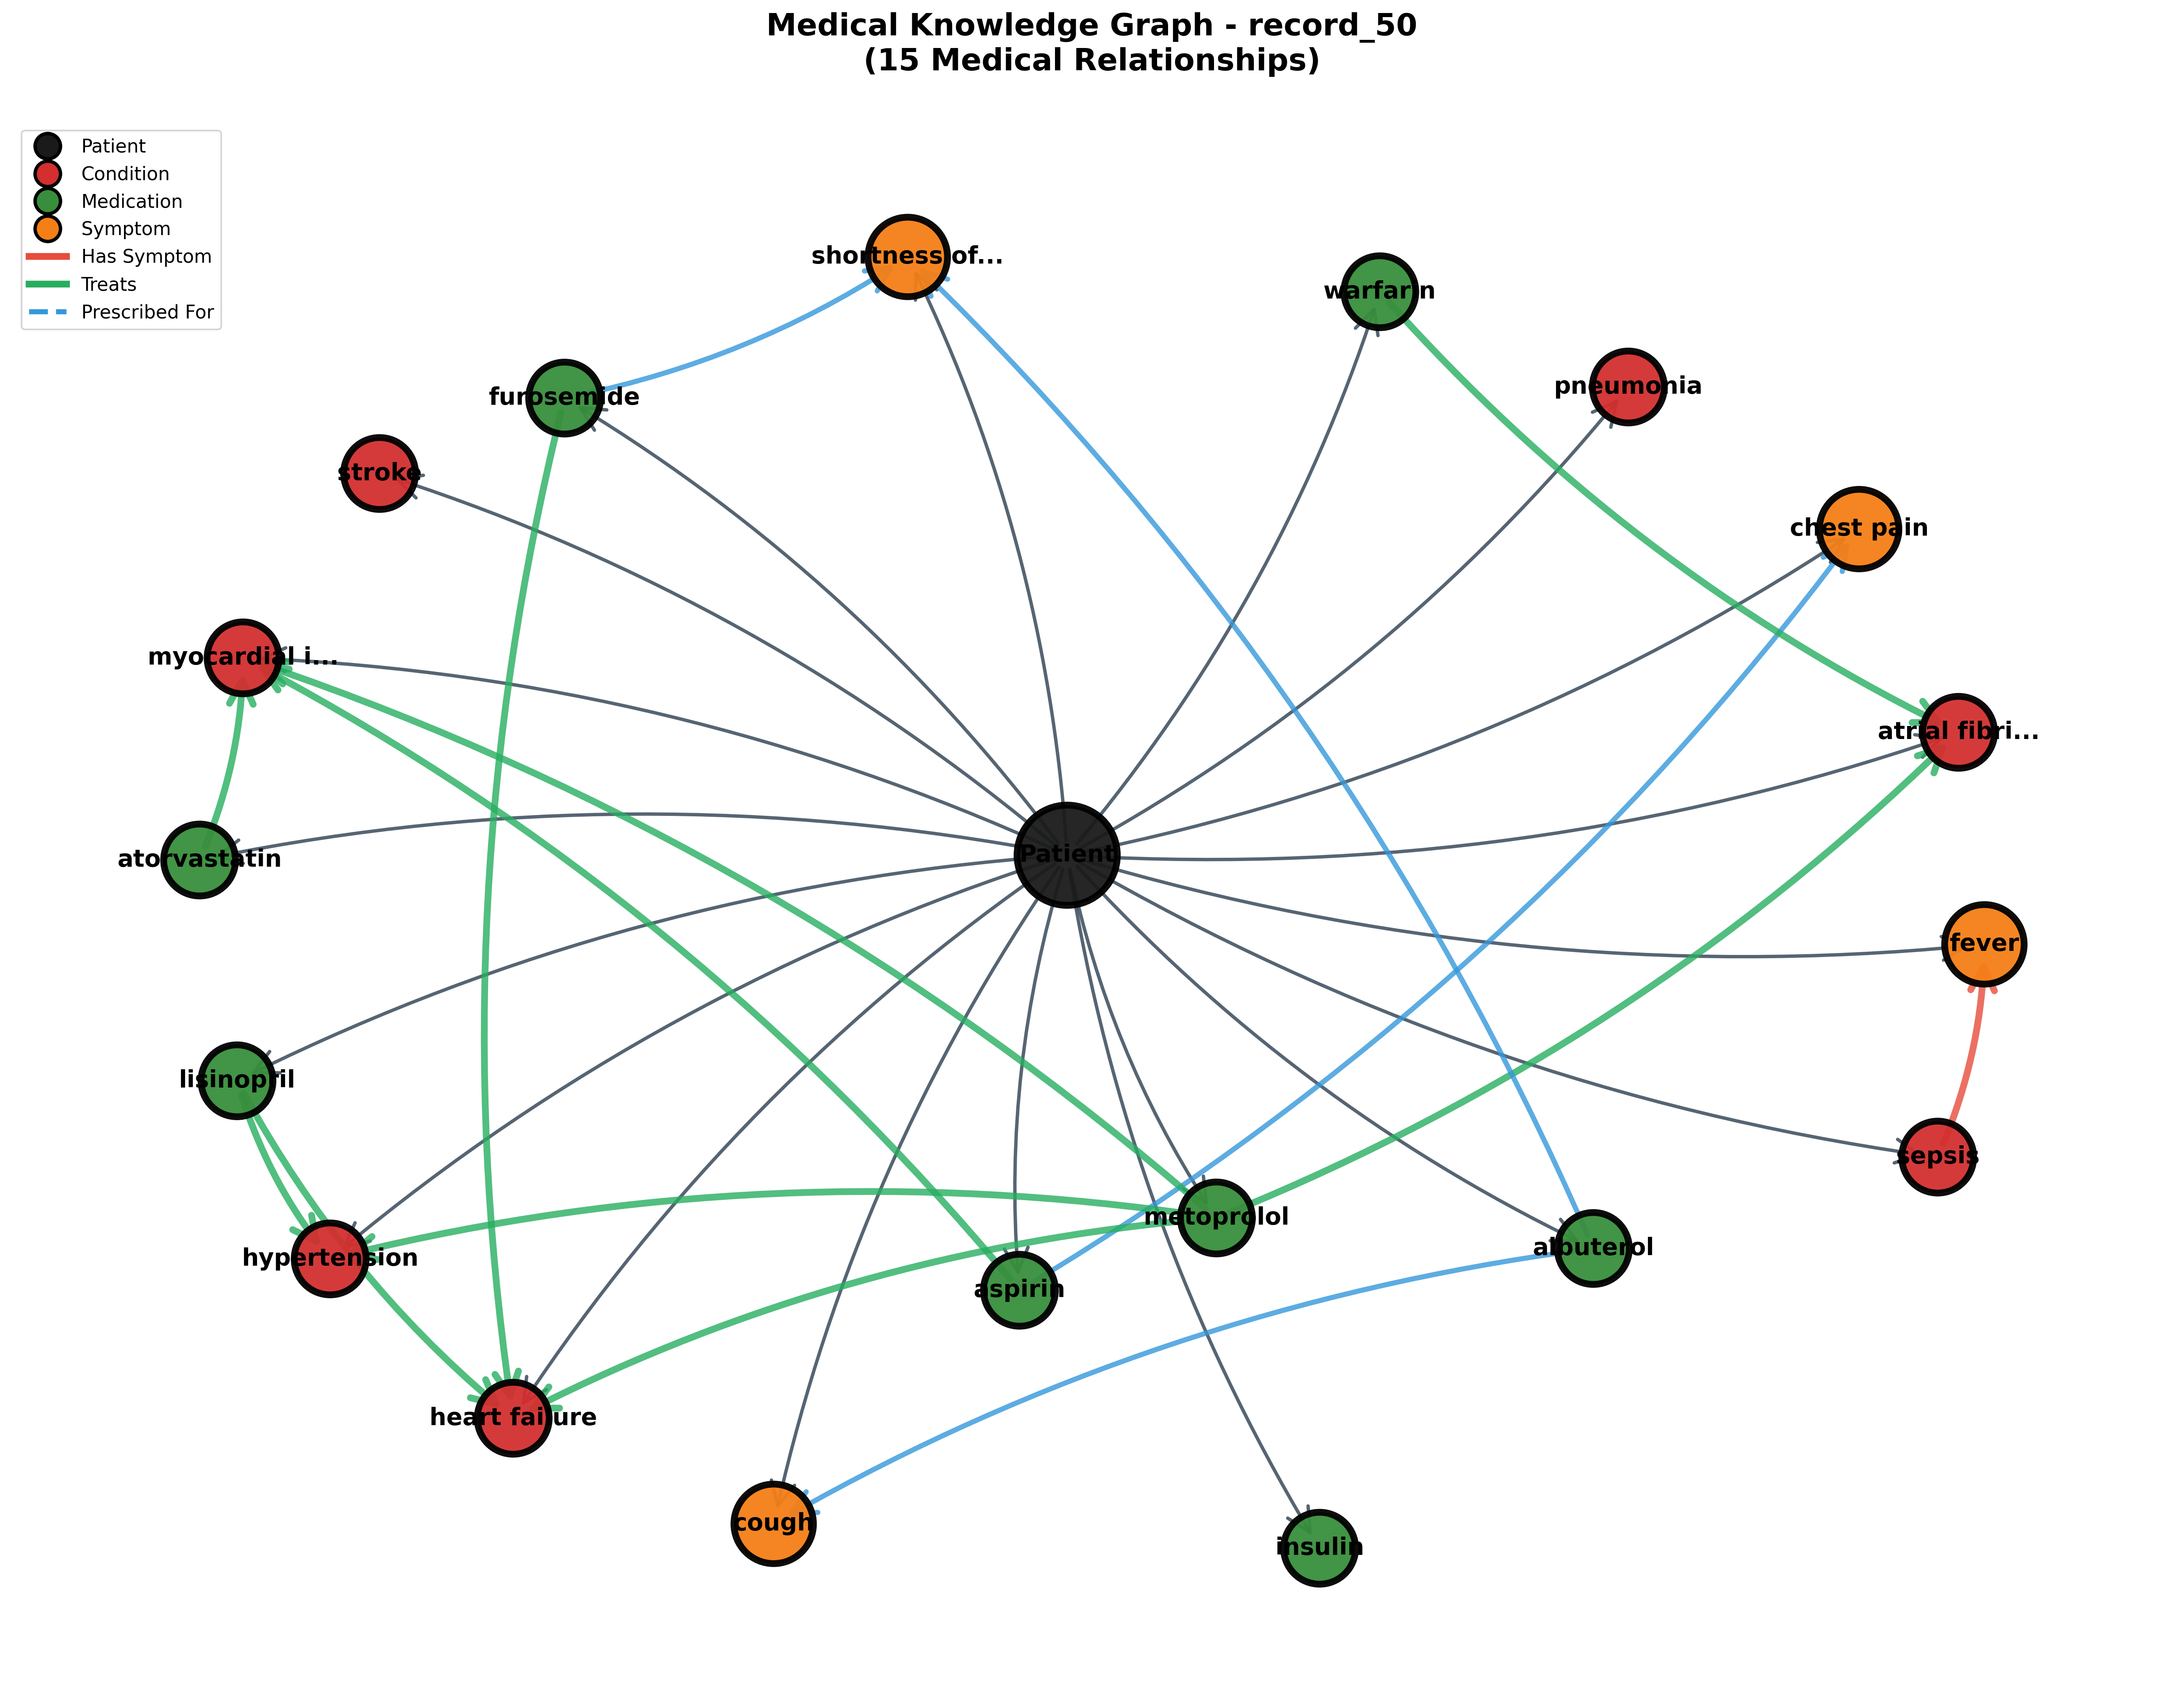 Medical Knowledge Graph - record_50
(15 Medical Relationships)
Patient
Condition
Medication
Symptom
Has Symptom
Treats
Prescribed For
shortness of...
warfarin
pneumonia
furosemide
stroke
chest pain
myocardial i...
atrial fibri...
Patient
atorvastatin
fever
lisinopril
sepsis
metoprolol
albuterol
hypertension
aspirin
heart failure
cough
insulin